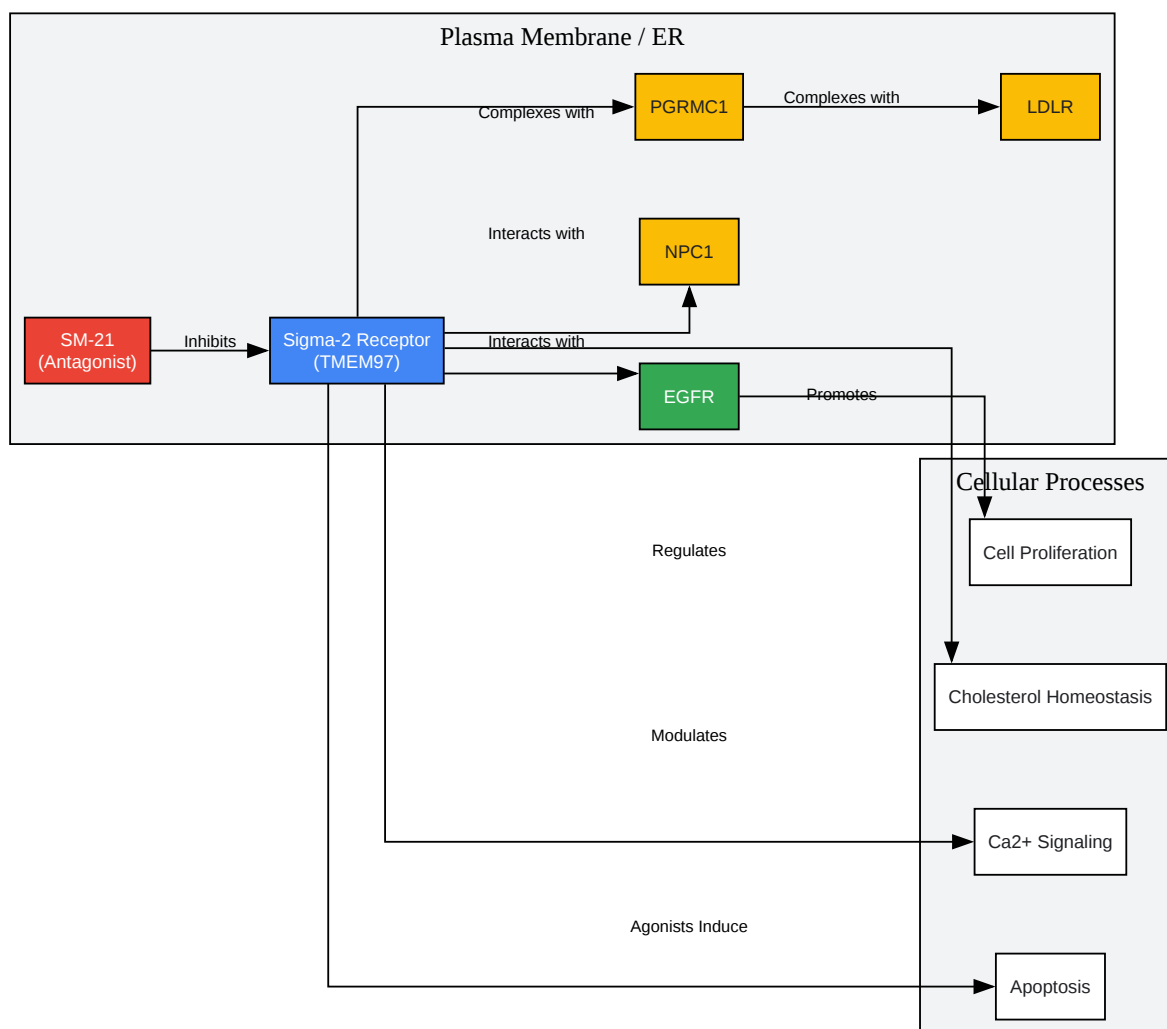 Plasma Membrane / ER
Complexes with
PGRMC1
Complexes with
LDLR
Interacts with
NPC1
SM-21
(Antagonist)
Inhibits
Sigma-2 Receptor
(TMEM97)
Interacts with
EGFR
Promotes
Cellular Processes
Regulates
Cell Proliferation
Cholesterol Homeostasis
Modulates
Ca2+ Signaling
Agonists Induce
Apoptosis